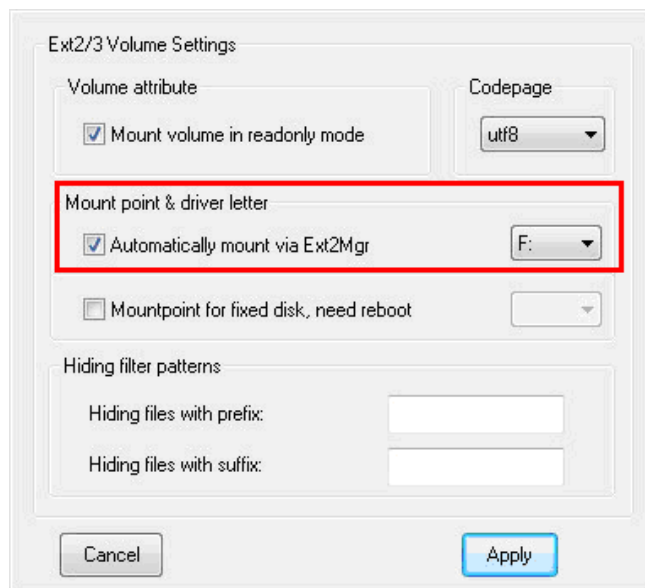 Ext2/3 Volume Settings
Volume attribute
Codepage
Mount volume in readonly mode
utf8
Mount point & driver letter
Automatically mount via Ext2Mgr
F:
Mountpoint for fixed disk, need reboot
Hiding filter patterns
Hiding files with prefix:
Hiding files with suffix:
Cancel
Apply